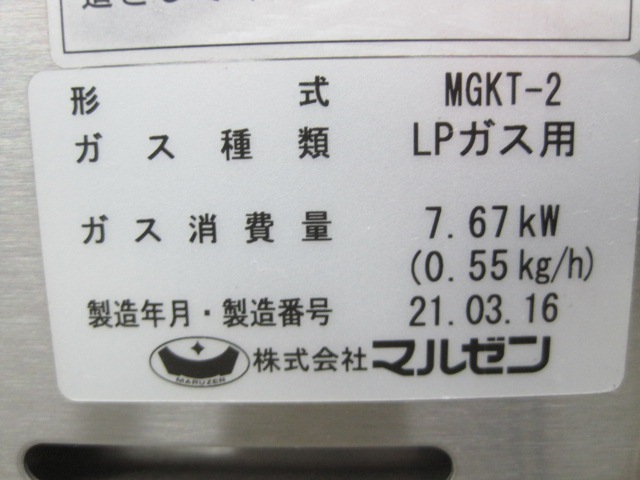 形式 MGKT-2
ガス種類 LPガス用
ガス消費量 7.67kW
(0.55kg/h)
製造年月・製造番号 21.03.16
MARUZEN 株式会社マルゼン